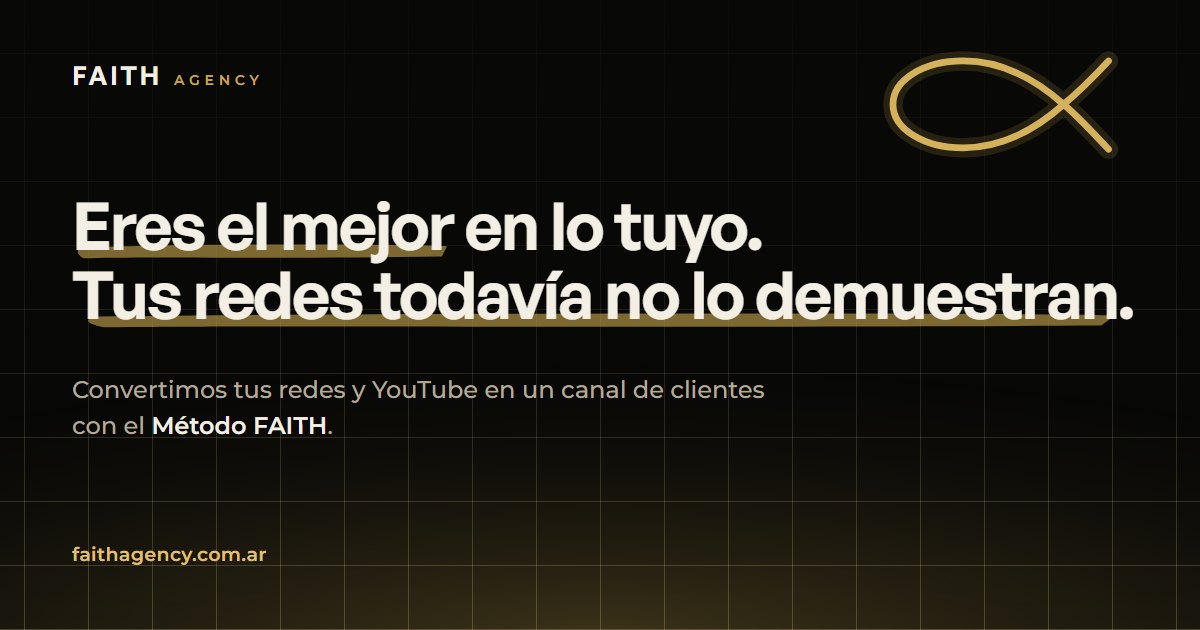 FAITH AGENCY
Eres el mejor en lo tuyo.
Tus redes todavía no lo demuestran.
Convertimos tus redes y YouTube en un canal de clientes
con el Método FAITH.
faithagency.com.ar